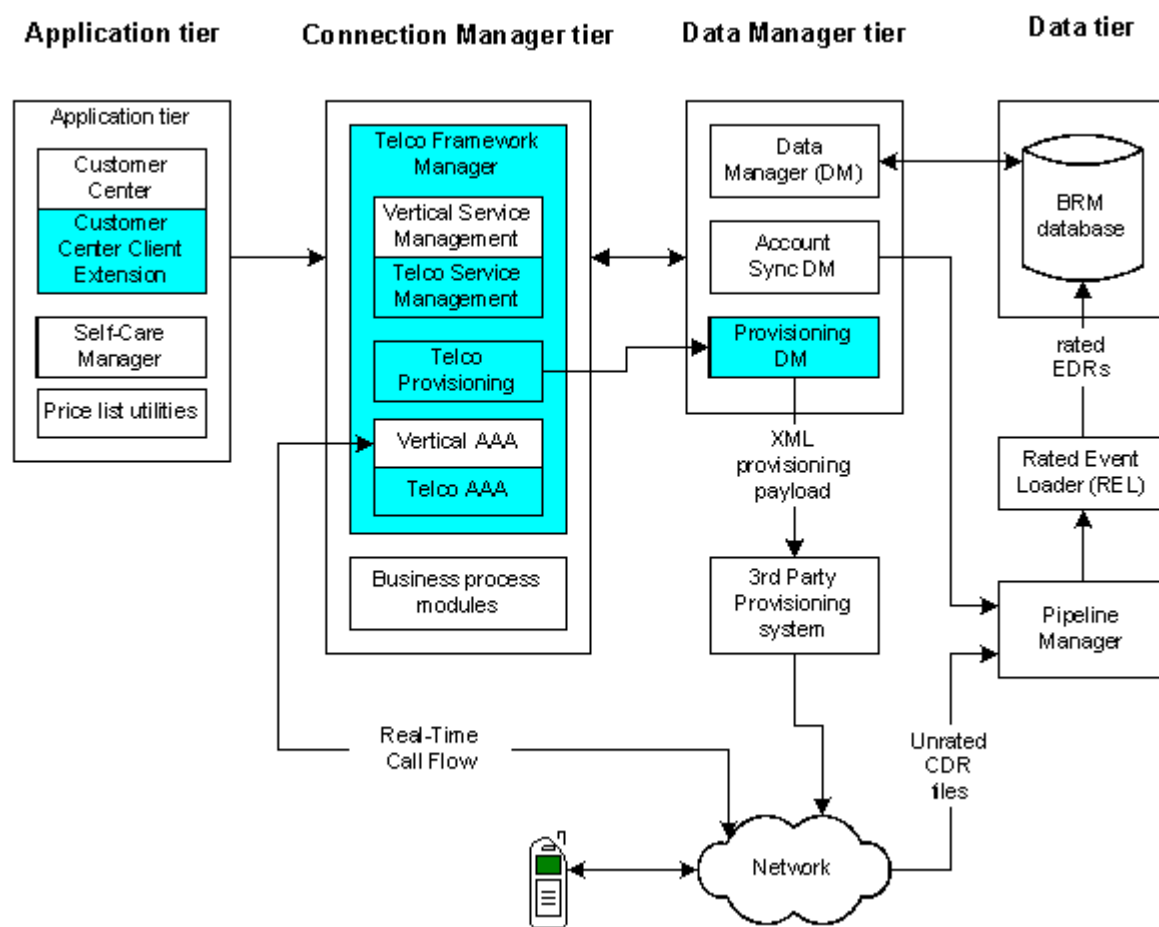 Application tier
Connection Manager tier
Data Manager tier
Data tier
Application tier
Customer
Center
Customer
Center Client
Extension
Self-Care
Manager
Price list utilities
Telco Framework
Manager
Vertical Service
Management
Telco Service
Management
Telco
Provisioning
Vertical AAA
Telco AAA
Business process
modules
Data
Manager (DM)
Account
Sync DM
Provisioning
DM
XML
provisioning
payload
3rd Party
Provisioning
system
BRM
database
rated
EDRs
Rated Event
Loader (REL)
Pipeline
Manager
Real-Time
Call Flow
Unrated
CDR
files
Network